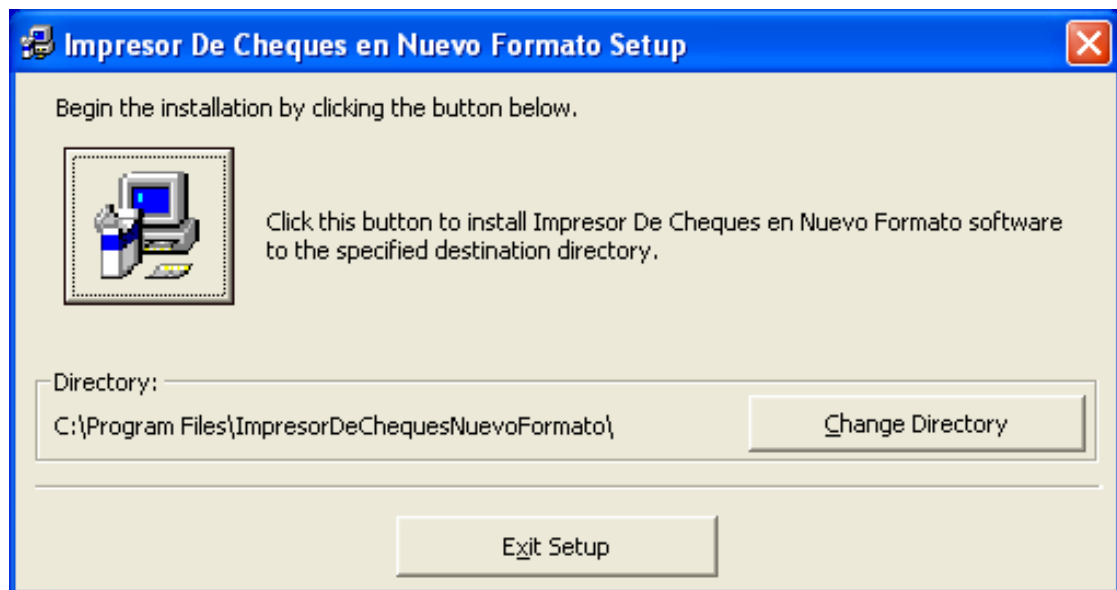 Impresor De Cheques en Nuevo Formato Setup
Begin the installation by clicking the button below.
Click this button to install Impresor De Cheques en Nuevo Formato software
to the specified destination directory.
Directory:
C:\Program Files\ImpresorDeChequesNuevoFormato\
Change Directory
Exit Setup